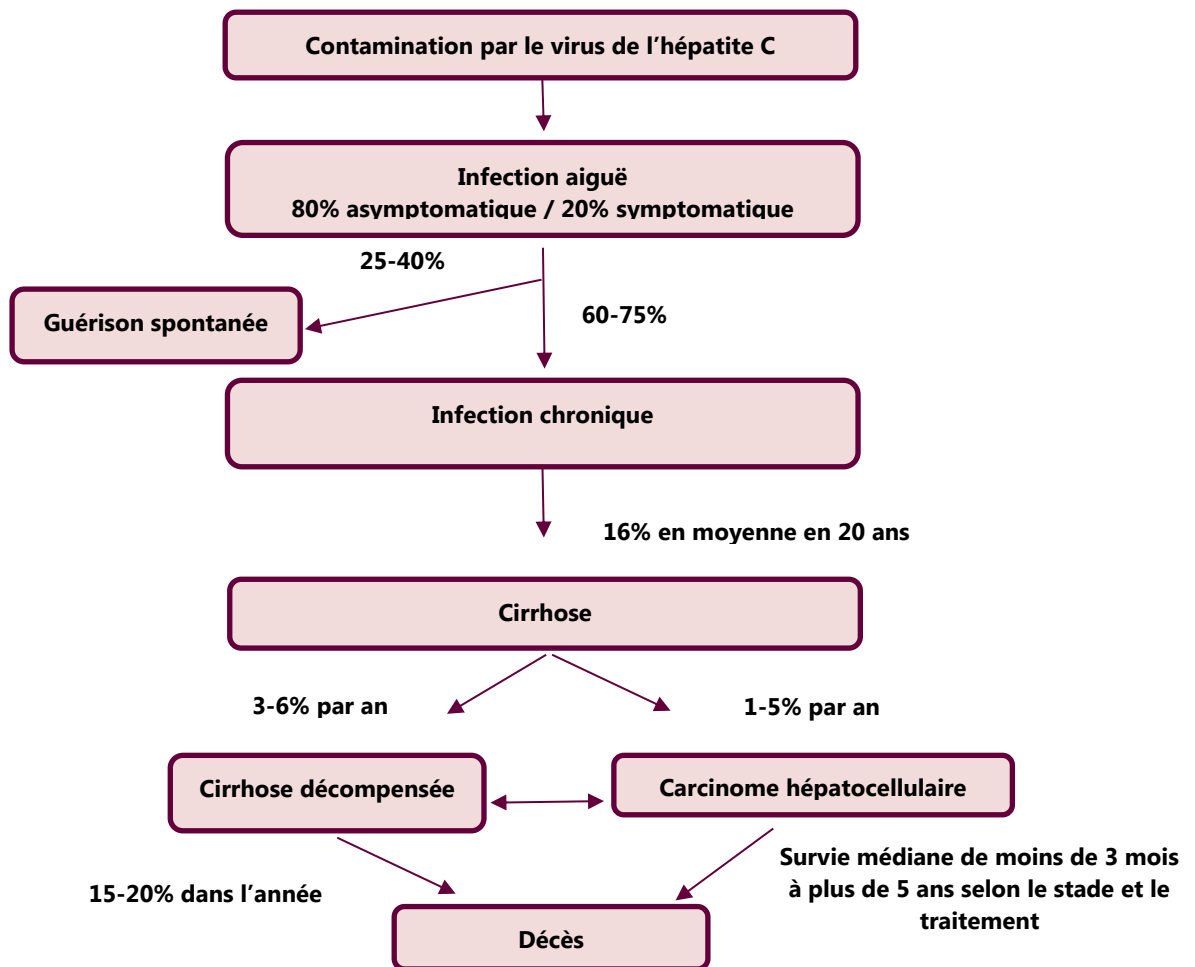 Contamination par le virus de l’hépatite C
Infection aiguë
80% asymptomatique / 20% symptomatique
25-40%
Guérison spontanée
60-75%
Infection chronique
16% en moyenne en 20 ans
Cirrhose
3-6% par an
1-5% par an
Cirrhose décompensée
Carcinome hépatocellulaire
15-20% dans l’année
Survie médiane de moins de 3 mois
à plus de 5 ans selon le stade et le
traitement
Décès